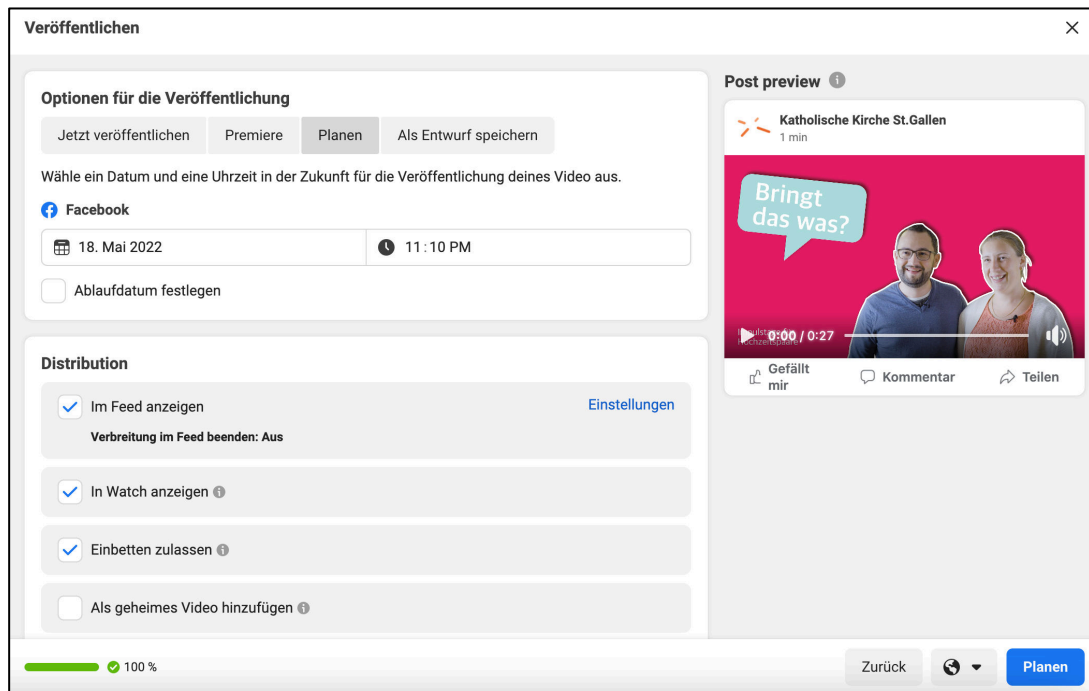 Veröffentlichen
Optionen für die Veröffentlichung
Jetzt veröffentlichen Premiere Planen Als Entwurf speichern
Wähle ein Datum und eine Uhrzeit in der Zukunft für die Veröffentlichung deines Video aus.
Facebook
18. Mai 2022 11:10 PM
Ablaufdatum festlegen
Distribution
Im Feed anzeigen Einstellungen
Verbreitung im Feed beenden: Aus
In Watch anzeigen
Einbetten zulassen
Als geheimes Video hinzufügen
100 %
Zurück Planen
Post preview
Katholische Kirche St.Gallen
1 min
Bringt
das was?
0:00 / 0:27
Hochzeitspaare
Gefällt
mir
Kommentar Teilen